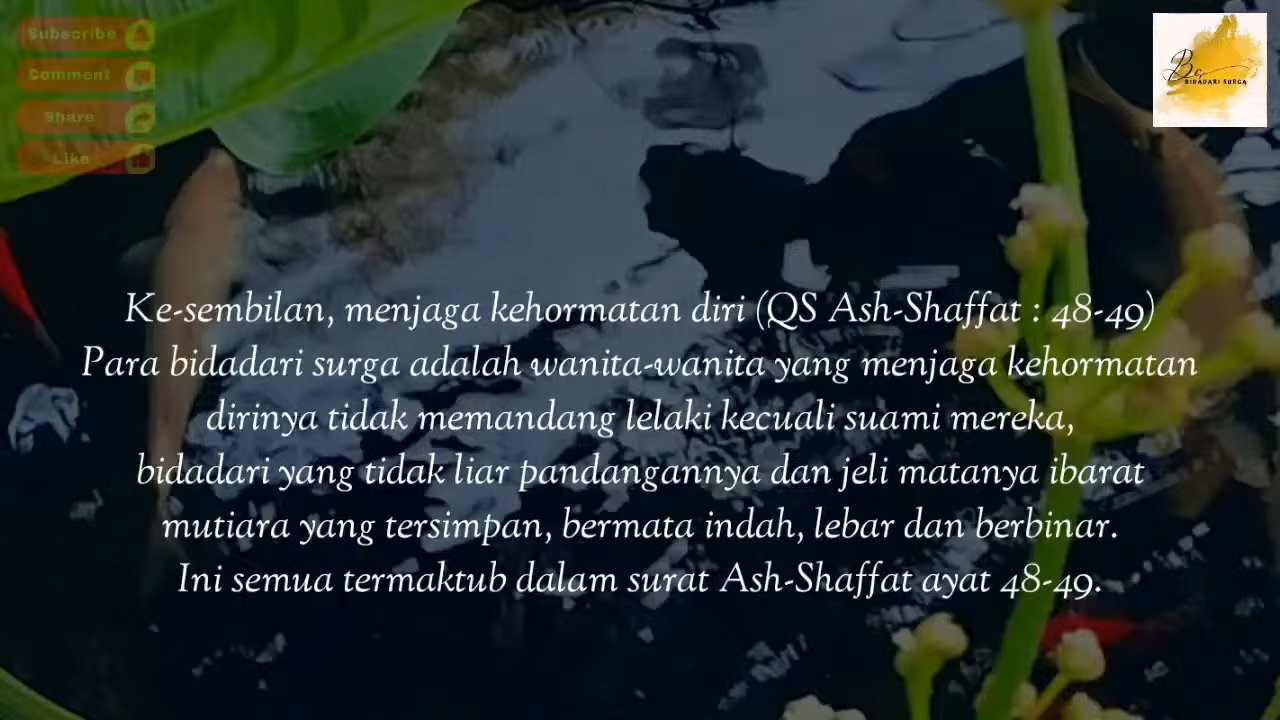 Subscribe
Comment
Share
Like
Bs
BIDADARI SURGA
Ke-sembilan, menjaga kehormatan diri (QS Ash-Shaffat : 48-49)
Para bidadari surga adalah wanita-wanita yang menjaga kehormatan
dirinya tidak memandang lelaki kecuali suami mereka,
bidadari yang tidak liar pandangannya dan jeli matanya ibarat
mutiara yang tersimpan, bermata indah, lebar dan berbinar.
Ini semua termaktub dalam surat Ash-Shaffat ayat 48-49.